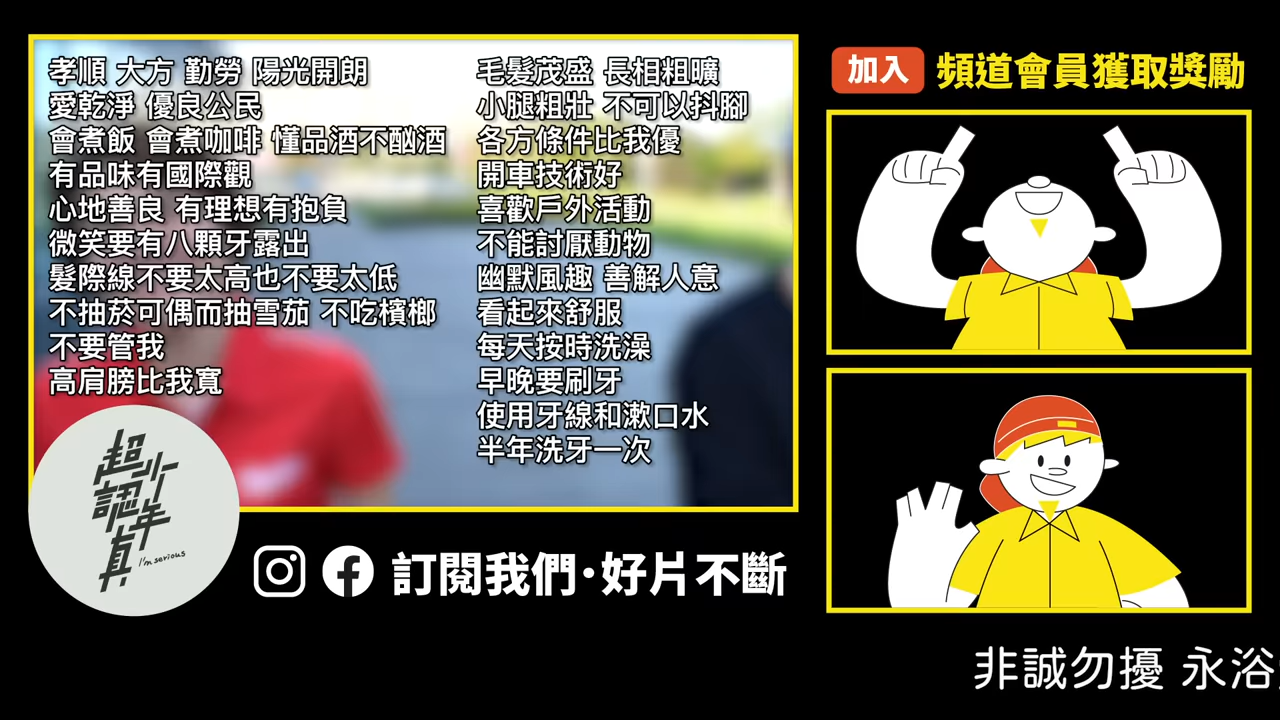 孝順 大方 勤勞 陽光開朗
愛乾淨 優良公民
會煮飯 會煮咖啡 懂品酒不酗酒
有品味有國際觀
心地善良 有理想有抱負
微笑要有八顆牙露出
髮際線不要太高也不要太低
不抽菸可偶而抽雪茄 不吃檳榔
不要管我
高肩膀比我寬
毛髮茂盛 長相粗曠
小腿粗壯 不可以抖腳
各方條件比我優
開車技術好
喜歡戶外活動
不能討厭動物
幽默風趣 善解人意
看起來舒服
每天按時洗澡
早晚要刷牙
使用牙線和漱口水
半年洗牙一次
加入 頻道會員獲取獎勵
超認真少年
I'm serious
訂閱我們·好片不斷
非誠勿擾 永浴